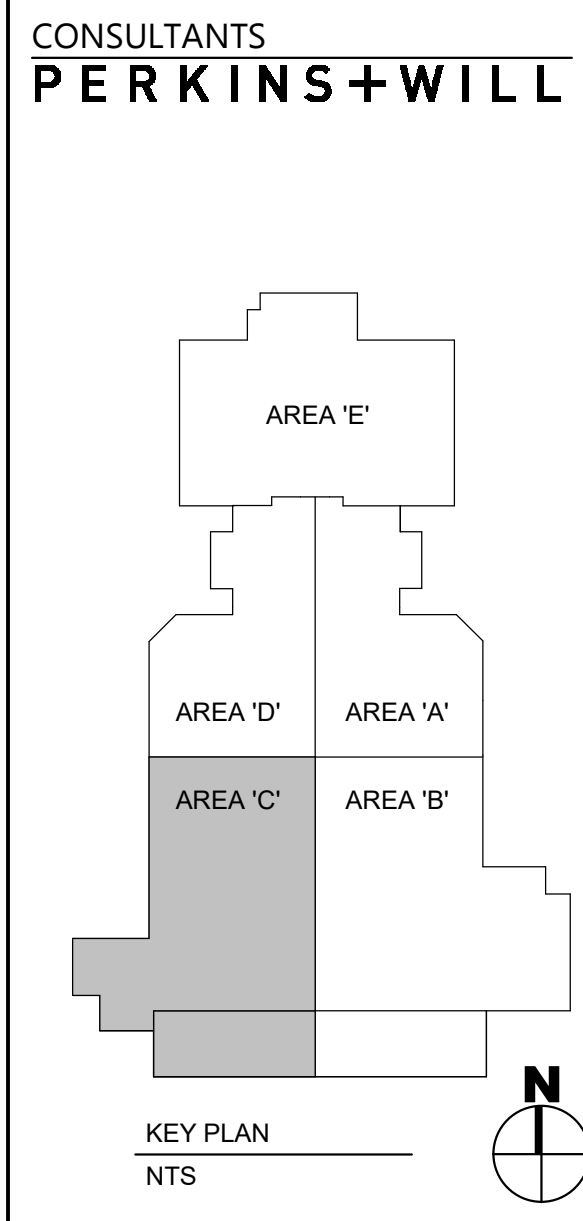 CONSULTANTS
PERKINS+WILL
AREA 'E'
AREA 'D' AREA 'A'
AREA 'C' AREA 'B'
N
KEY PLAN
NTS